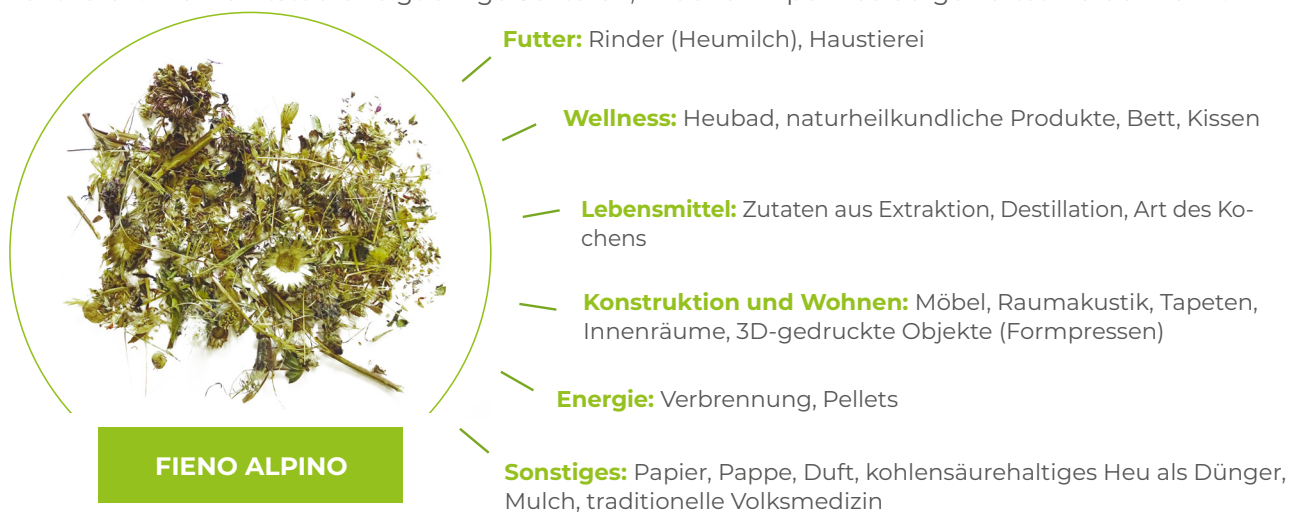 Futter: Rinder (Heumilch), Haustierei
Wellness: Heubad, naturheilkundliche Produkte, Bett, Kissen
Lebensmittel: Zutaten aus Extraktion, Destillation, Art des Ko-
chens
Konstruktion und Wohnen: Möbel, Raumakustik, Tapeten,
Innenräume, 3D-gedruckte Objekte (Formpressen)
Energie: Verbrennung, Pellets
FIENO ALPINO
Sonstiges: Papier, Pappe, Duft, kohlensäurehaltiges Heu als Dünger,
Mulch, traditionelle Volksmedizin